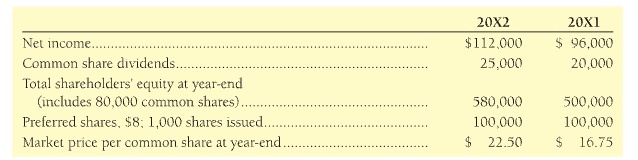 20X2 20X1
Net income..... $112,000 $ 96,000
Common share dividends..... 25,000 20,000
Total shareholders' equity at year-end
(includes 80,000 common shares)..... 580,000 500,000
Preferred shares, $8; 1,000 shares issued..... 100,000 100,000
Market price per common share at year-end..... $ 22.50 $ 16.75